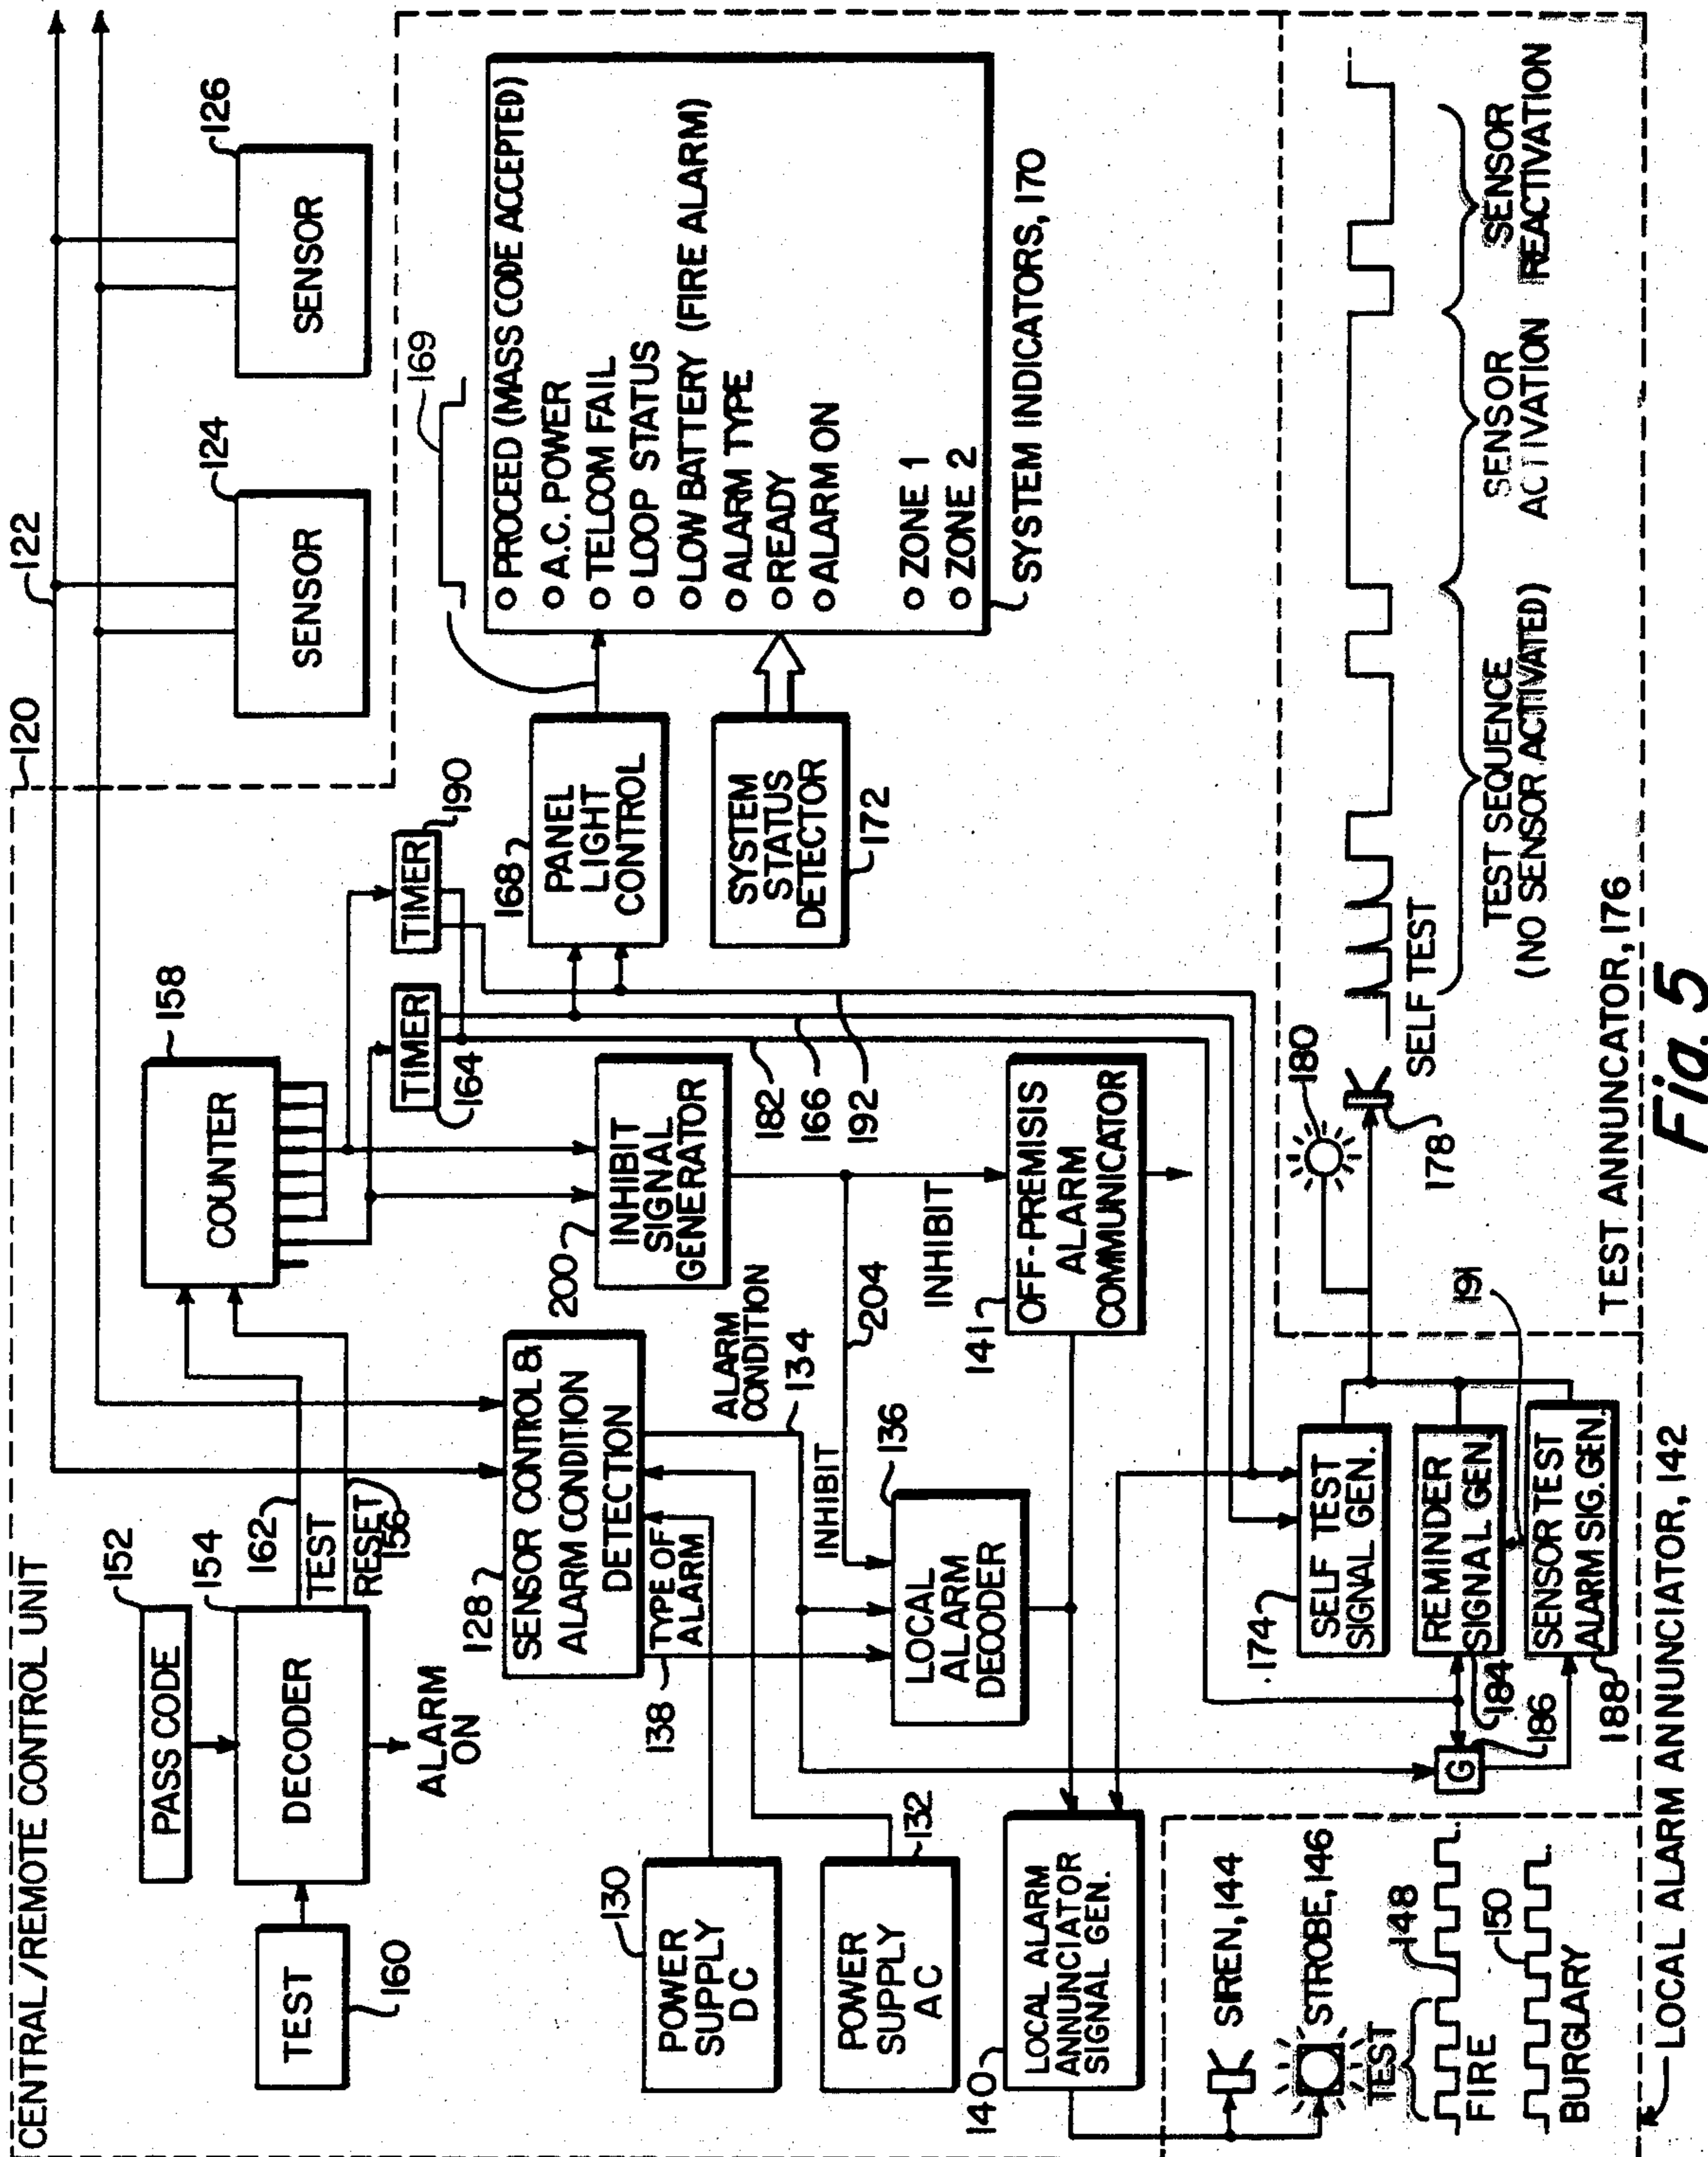 CENTRAL/REMOTE CONTROL UNIT
120
122
TEST
160
PASS CODE
152
DECODER
154
ALARM
ON
162
TEST
RESET
156
COUNTER
158
SENSOR
124
SENSOR
126
TIMER
190
TIMER
164
POWER
SUPPLY
DC
130
POWER
SUPPLY
AC
132
128
SENSOR CONTROL &
ALARM CONDITION
DETECTION
TYPE OF
ALARM
138
ALARM
CONDITION
134
200
INHIBIT
SIGNAL
GENERATOR
182
166
192
168
PANEL
LIGHT
CONTROL
SYSTEM
STATUS
DETECTOR
172
169
PROCEED (MASS CODE ACCEPTED)
A.C. POWER
TELCOM FAIL
LOOP STATUS
LOW BATTERY (FIRE ALARM)
ALARM TYPE
READY
ALARM ON
ZONE 1
ZONE 2
SYSTEM INDICATORS, 170
INHIBIT
204
INHIBIT
LOCAL
ALARM
DECODER
136
141
OFF-PREMISIS
ALARM
COMMUNICATOR
140
LOCAL ALARM
ANNUNCIATOR
SIGNAL GEN.
174
SELF TEST
SIGNAL GEN.
REMINDER
SIGNAL GEN.
184
G
186
SENSOR TEST
ALARM SIG. GEN.
188
191
SIREN, 144
STROBE, 146
TEST
148
FIRE
150
BURGLARY
LOCAL ALARM ANNUNCIATOR, 142
180
178
SELF TEST
TEST SEQUENCE
(NO SENSOR ACTIVATED)
SENSOR
ACTIVATION
SENSOR
REACTIVATION
TEST ANNUNCATOR, 176
Fig. 5